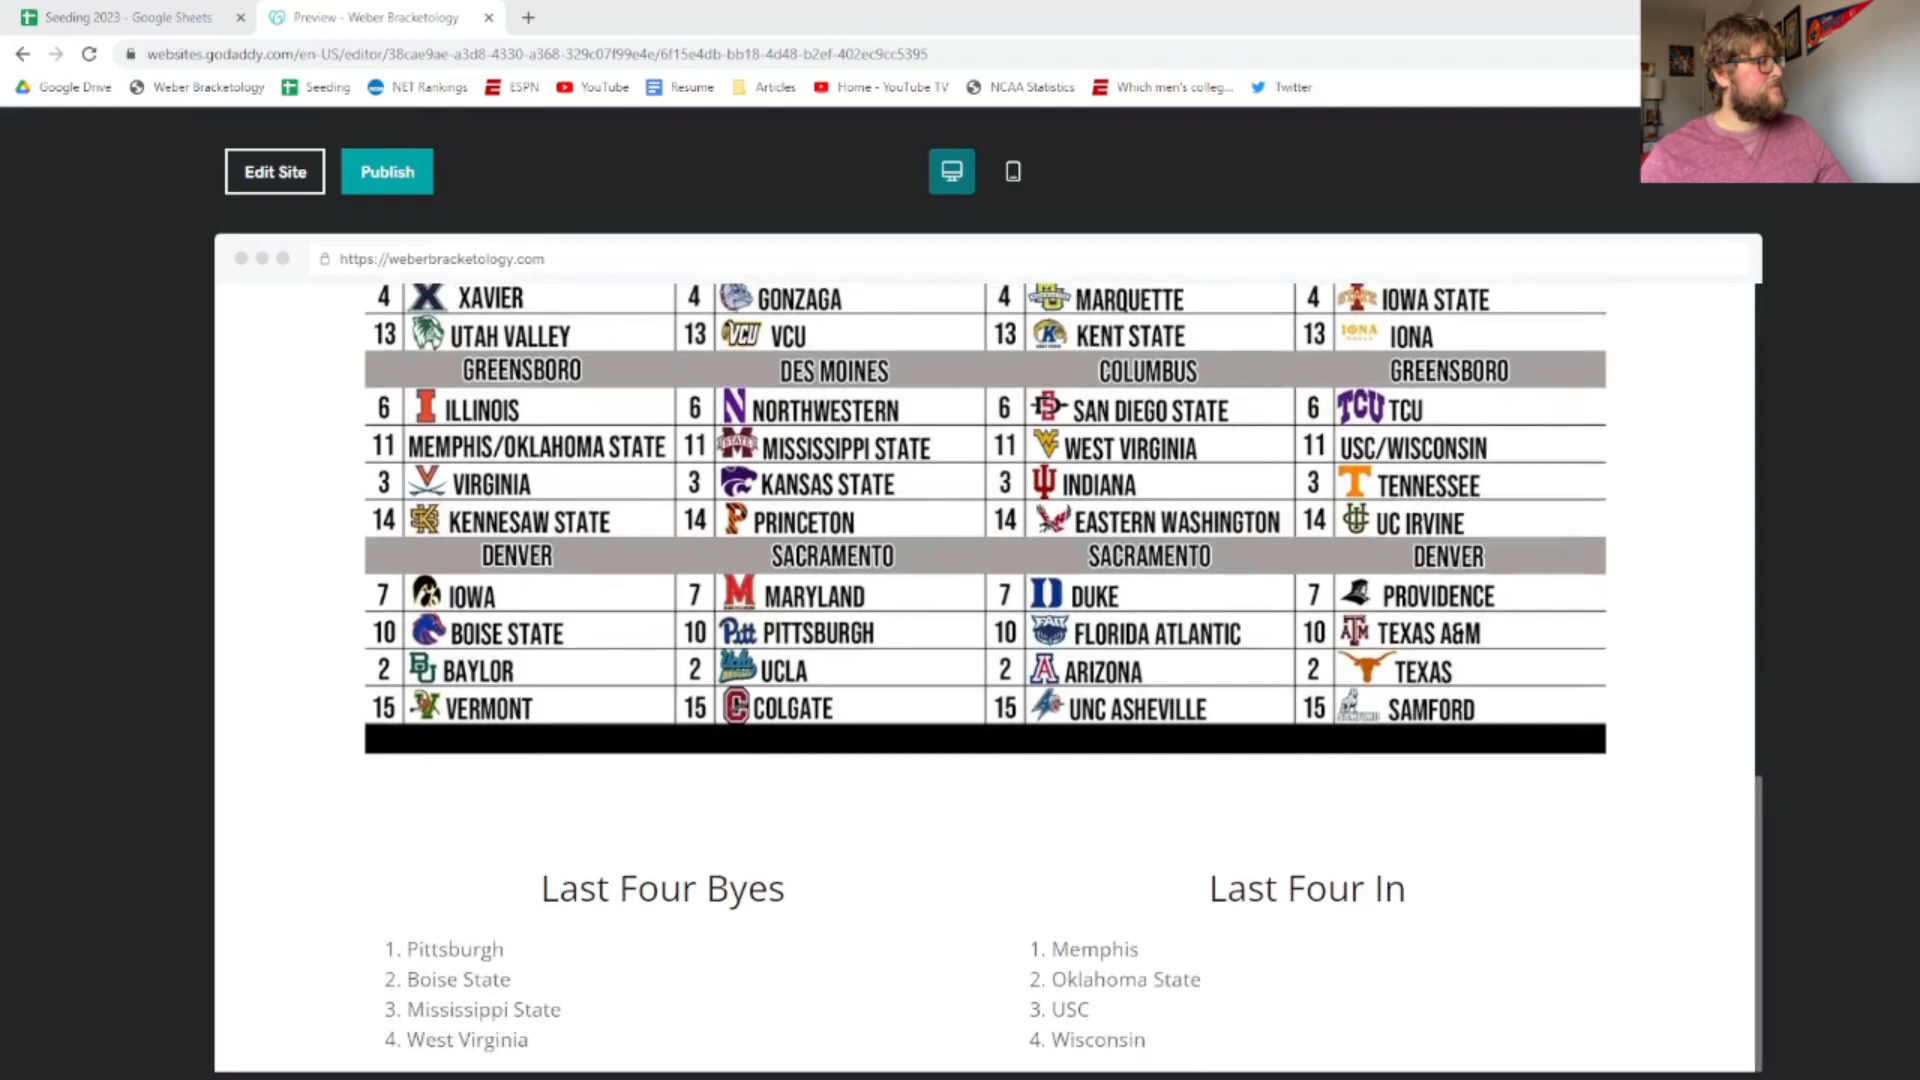 Seeding 2023 - Google Sheets
Preview - Weber Bracketology
websites.godaddy.com/en-US/editor/38cae9ae-a3d8-4330-a368-329c07f99e4e/6f15e4db-bb18-4d48-b2ef-402ec9cc5395
Google Drive Weber Bracketology Seeding NET Rankings ESPN YouTube Resume Articles Home - YouTube TV NCAA Statistics Which men's colleg... Twitter
Edit Site Publish
https://weberbracketology.com
4 XAVIER 4 GONZAGA 4 MARQUETTE 4 IOWA STATE
13 UTAH VALLEY 13 VCU VCU 13 KENT STATE 13 IONA IONA
GREENSBORO DES MOINES COLUMBUS GREENSBORO
6 ILLINOIS 6 NORTHWESTERN 6 SAN DIEGO STATE 6 TCU TCU
11 MEMPHIS/OKLAHOMA STATE 11 STATE MISSISSIPPI STATE 11 WEST VIRGINIA 11 USC/WISCONSIN
3 VIRGINIA 3 KANSAS STATE 3 INDIANA 3 TENNESSEE
14 KENNESAW STATE 14 PRINCETON 14 EASTERN WASHINGTON 14 UC IRVINE
DENVER SACRAMENTO SACRAMENTO DENVER
7 IOWA 7 MARYLAND 7 DUKE 7 PROVIDENCE
10 BOISE STATE 10 Pitt PITTSBURGH 10 FAU FLORIDA ATLANTIC 10 ATM TEXAS A&M
2 BU BAYLOR 2 UCLA UCLA 2 A ARIZONA 2 TEXAS
15 VERMONT 15 COLGATE 15 UNC ASHEVILLE 15 SAMFORD
Last Four Byes
1. Pittsburgh
2. Boise State
3. Mississippi State
4. West Virginia
Last Four In
1. Memphis
2. Oklahoma State
3. USC
4. Wisconsin